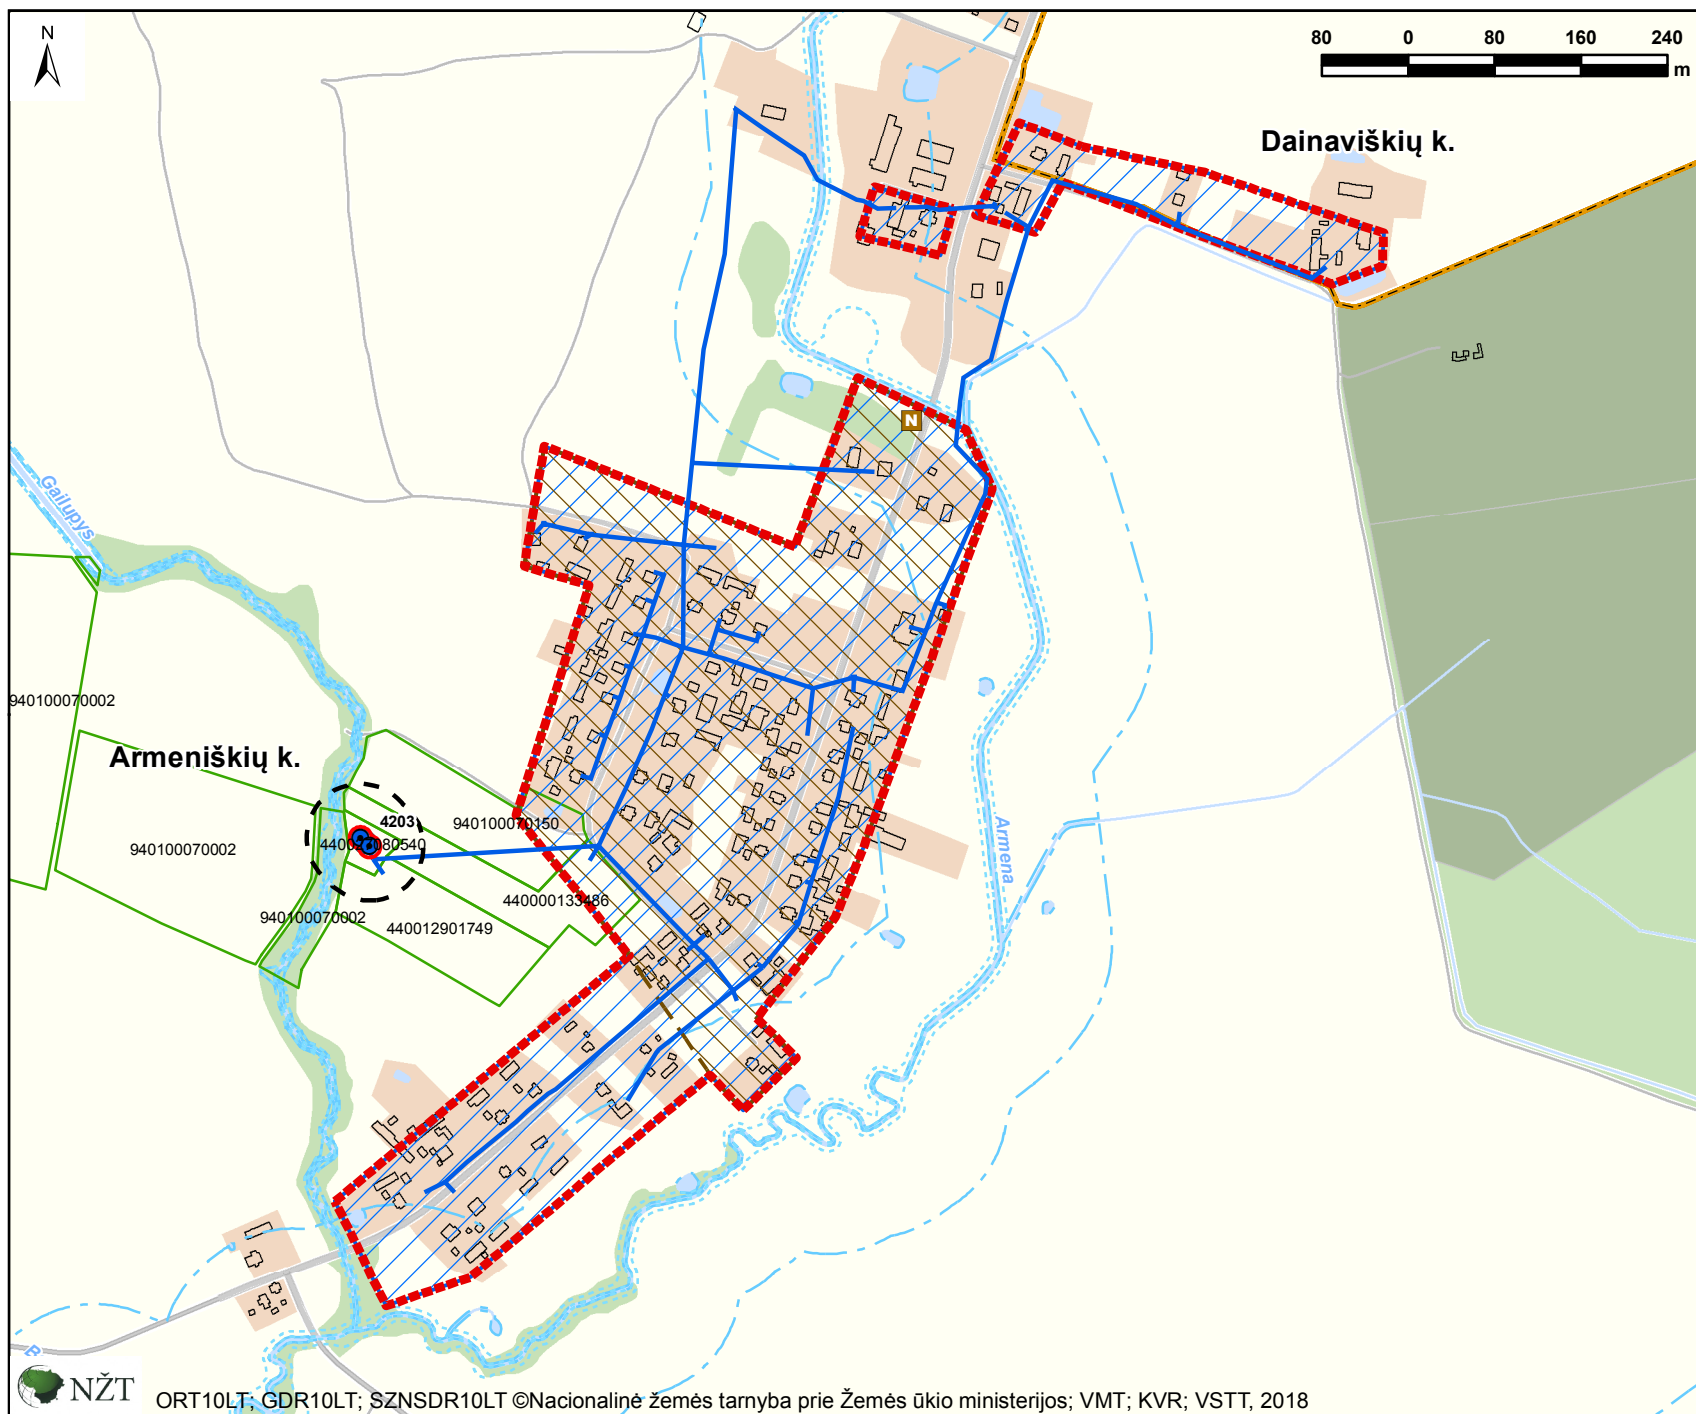 N
80 0 80 160 240
m
Dainaviškių k.
N
Gailupys
940100070002
Armeniškių k.
4203
940100070150
940100070002
440027080540
Armena
440000133486
940100070002
440012901749
B
NŽT
ORT10LT; GDR10LT; SZNSDR10LT ©Nacionalinė žemės tarnyba prie Žemės ūkio ministerijos; VMT; KVR; VSTT, 2018